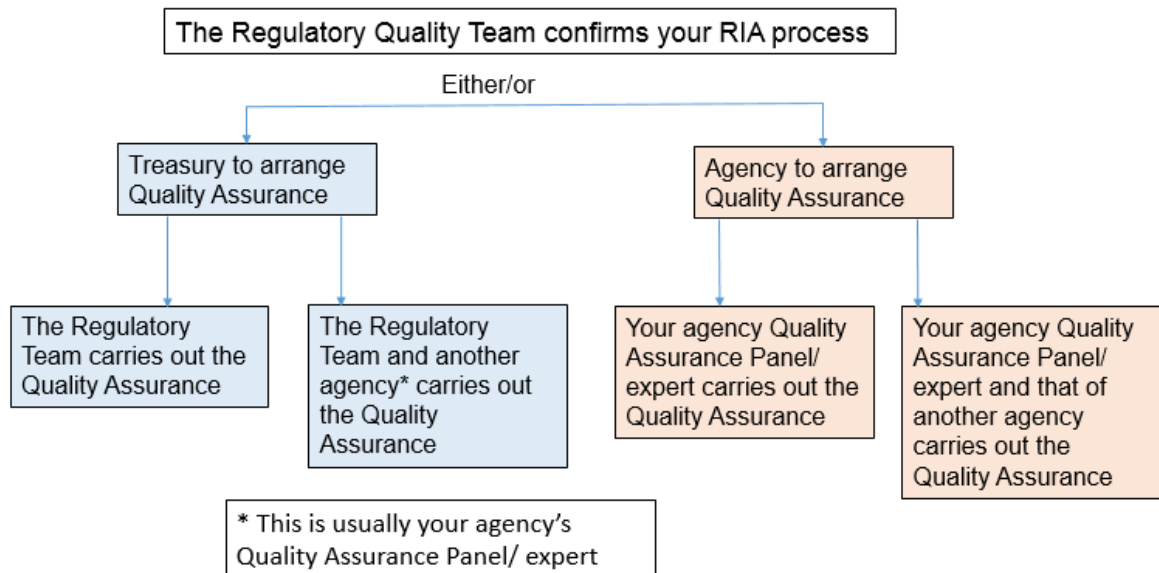 The Regulatory Quality Team confirms your RIA process
Either/or
Treasury to arrange
Quality Assurance
Agency to arrange
Quality Assurance
The Regulatory
Team carries out the
Quality Assurance
The Regulatory
Team and another
agency* carries out
the Quality
Assurance
Your agency Quality
Assurance Panel/
expert carries out the
Quality Assurance
Your agency Quality
Assurance Panel/
expert and that of
another agency
carries out the
Quality Assurance
* This is usually your agency’s
Quality Assurance Panel/ expert